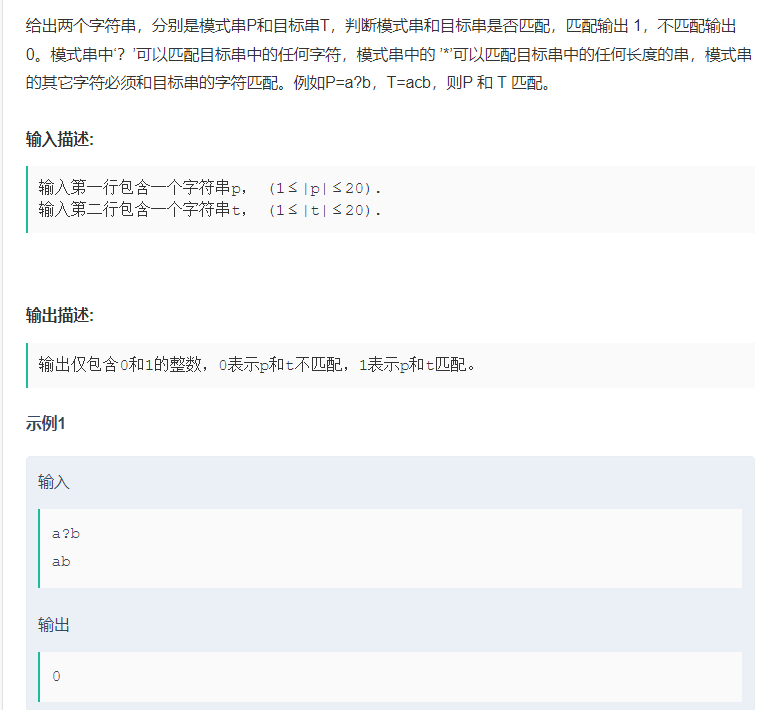 给出两个字符串，分别是模式串P和目标串T，判断模式串和目标串是否匹配，匹配输出 1，不匹配输出
0。模式串中‘？’可以匹配目标串中的任何字符，模式串中的 ’*’可以匹配目标串中的任何长度的串，模式串
的其它字符必须和目标串的字符匹配。例如P=a?b，T=acb，则P 和 T 匹配。
输入描述:
输入第一行包含一个字符串p， (1≤|p|≤20).
输入第二行包含一个字符串t， (1≤|t|≤20).
输出描述:
输出仅包含0和1的整数，0表示p和t不匹配，1表示p和t匹配。
示例1
输入
a?b
ab
输出
0